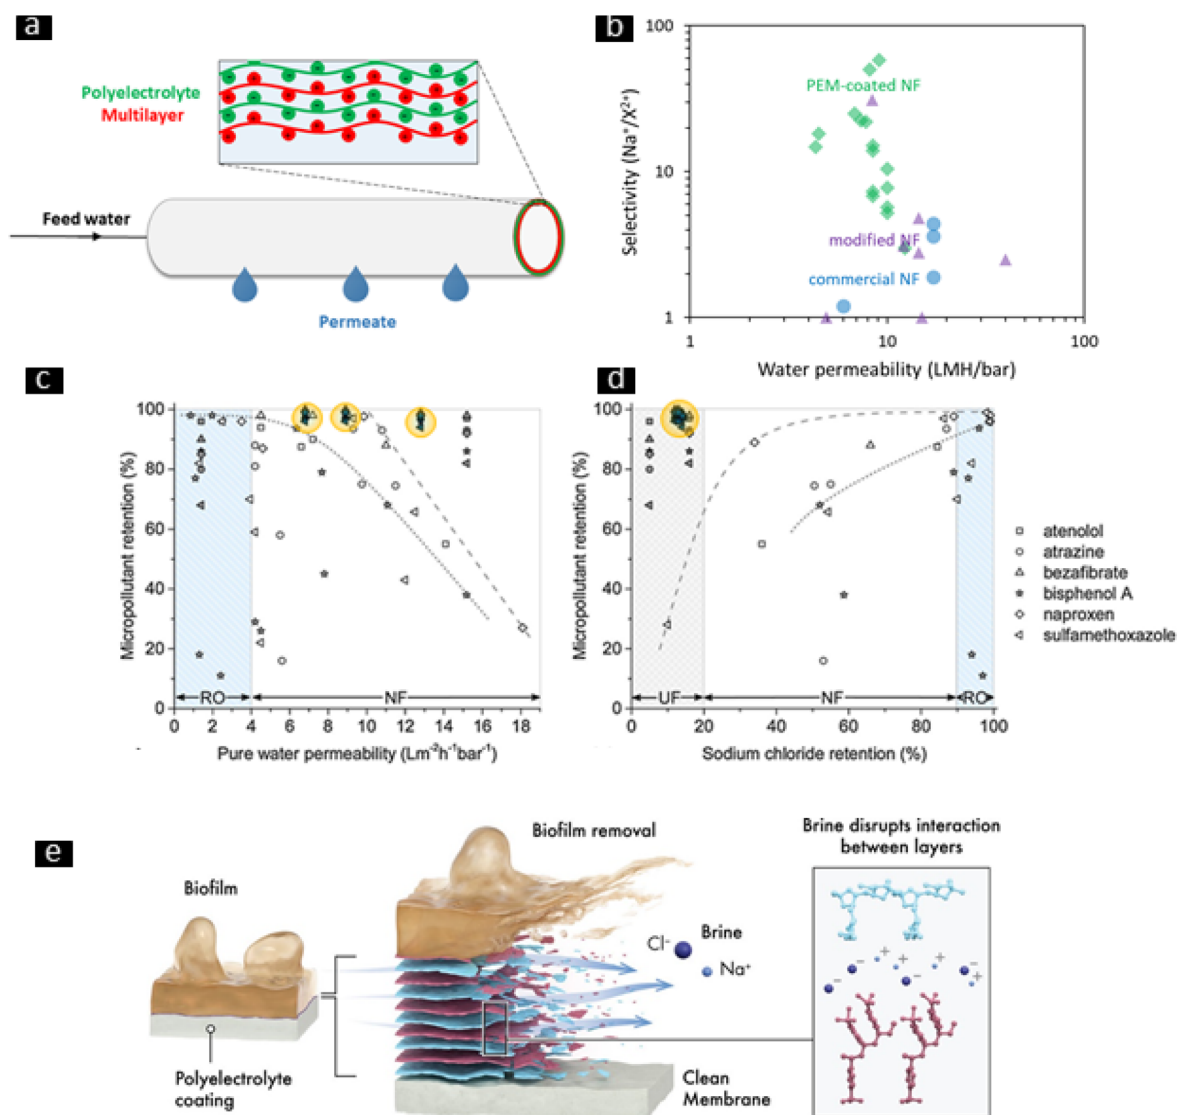 a
Polyelectrolyte
Multilayer
Feed water
Permeate
b
100
10
1
Selectivity (Na⁺/X²⁺)
PEM-coated NF
modified NF
commercial NF
1
10
100
Water permeability (LMH/bar)
c
100
80
60
40
20
0
Micropollutant retention (%)
RO
NF
0 2 4 6 8 10 12 14 16 18
Pure water permeability (Lm⁻²h⁻¹bar⁻¹)
d
100
80
60
40
20
0
Micropollutant retention (%)
UF
NF
RO
0 20 40 60 80 100
Sodium chloride retention (%)
atenolol
atrazine
bezafibrate
bisphenol A
naproxen
sulfamethoxazole
e
Biofilm
Polyelectrolyte
coating
Biofilm removal
Cl⁻
Brine
Na⁺
Clean
Membrane
Brine disrupts interaction
between layers